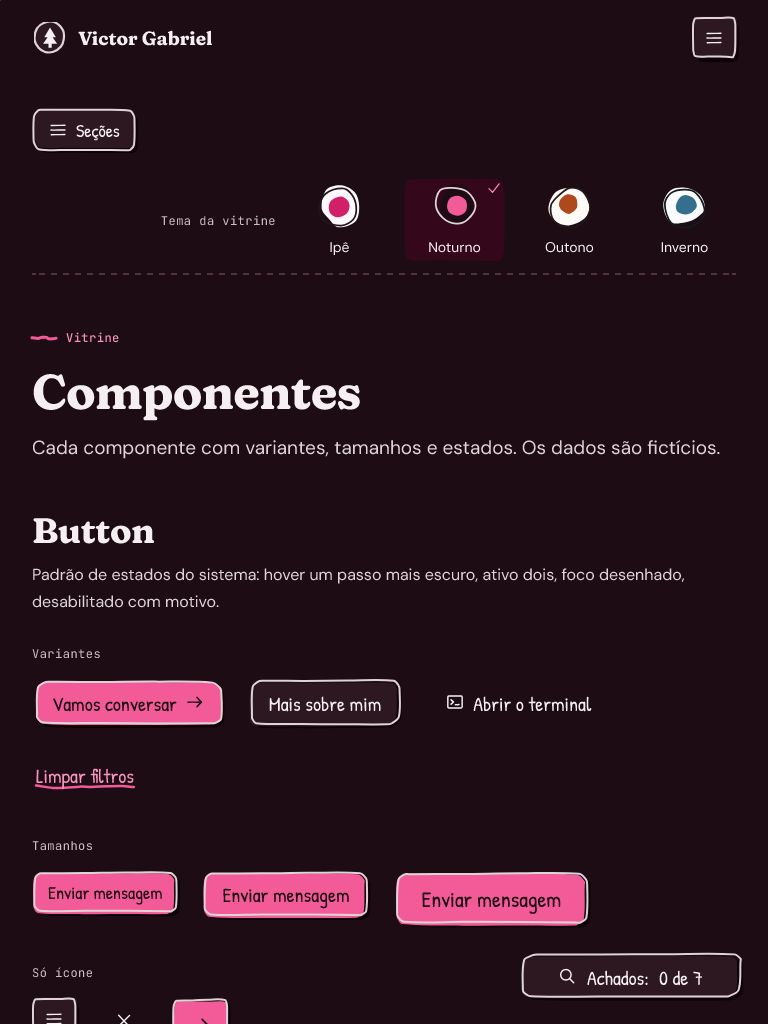 Victor Gabriel
Seções
Tema da vitrine
Ipê
Noturno
Outono
Inverno
Vitrine
Componentes
Cada componente com variantes, tamanhos e estados. Os dados são fictícios.
Button
Padrão de estados do sistema: hover um passo mais escuro, ativo dois, foco desenhado,
desabilitado com motivo.
Variantes
Vamos conversar
Mais sobre mim
Abrir o terminal
Limpar filtros
Tamanhos
Enviar mensagem
Enviar mensagem
Enviar mensagem
Só ícone
Achados: 0 de 7